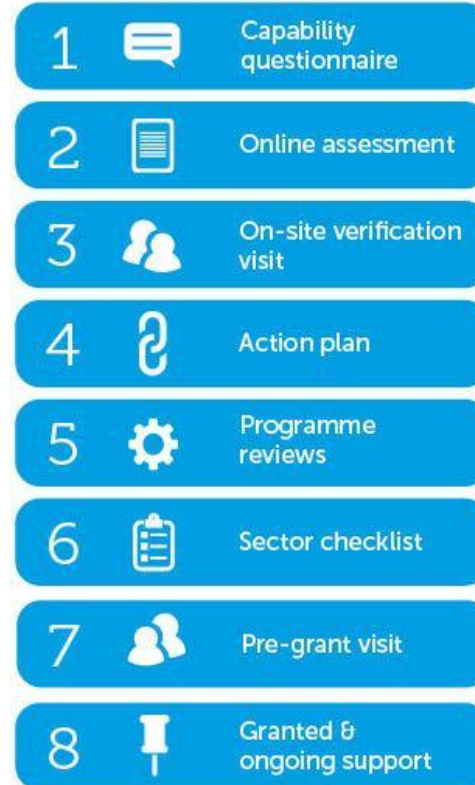 1
Capability
questionnaire
2
Online assessment
3
On-site verification
visit
4
Action plan
5
Programme
reviews
6
Sector checklist
7
Pre-grant visit
8
Granted &
ongoing support